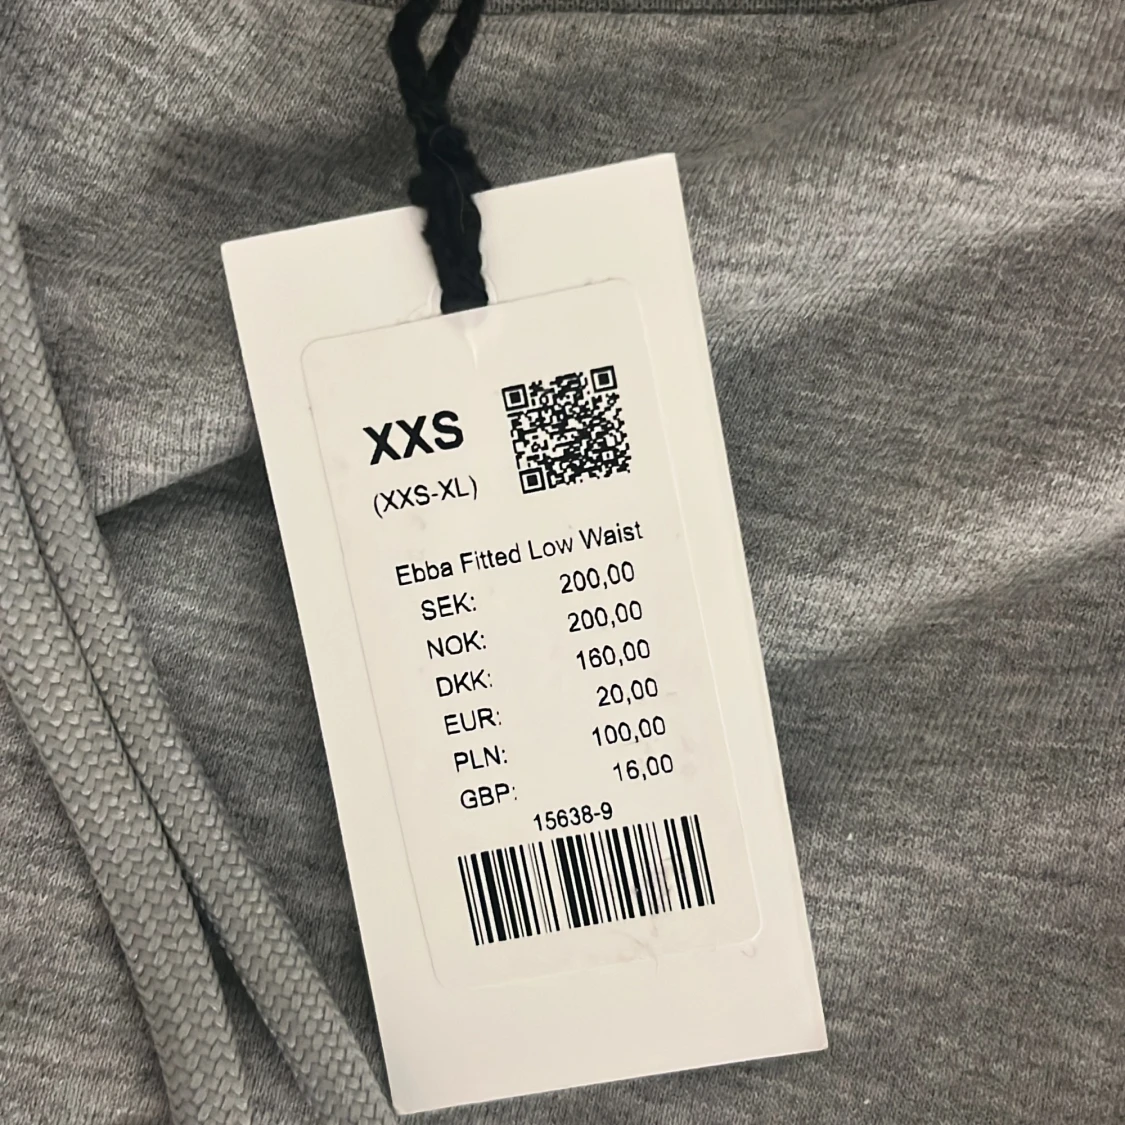 XXS
(XXS-XL)
Ebba Fitted Low Waist
SEK: 200,00
NOK: 200,00
DKK: 160,00
EUR: 20,00
PLN: 100,00
GBP: 16,00
15638-9